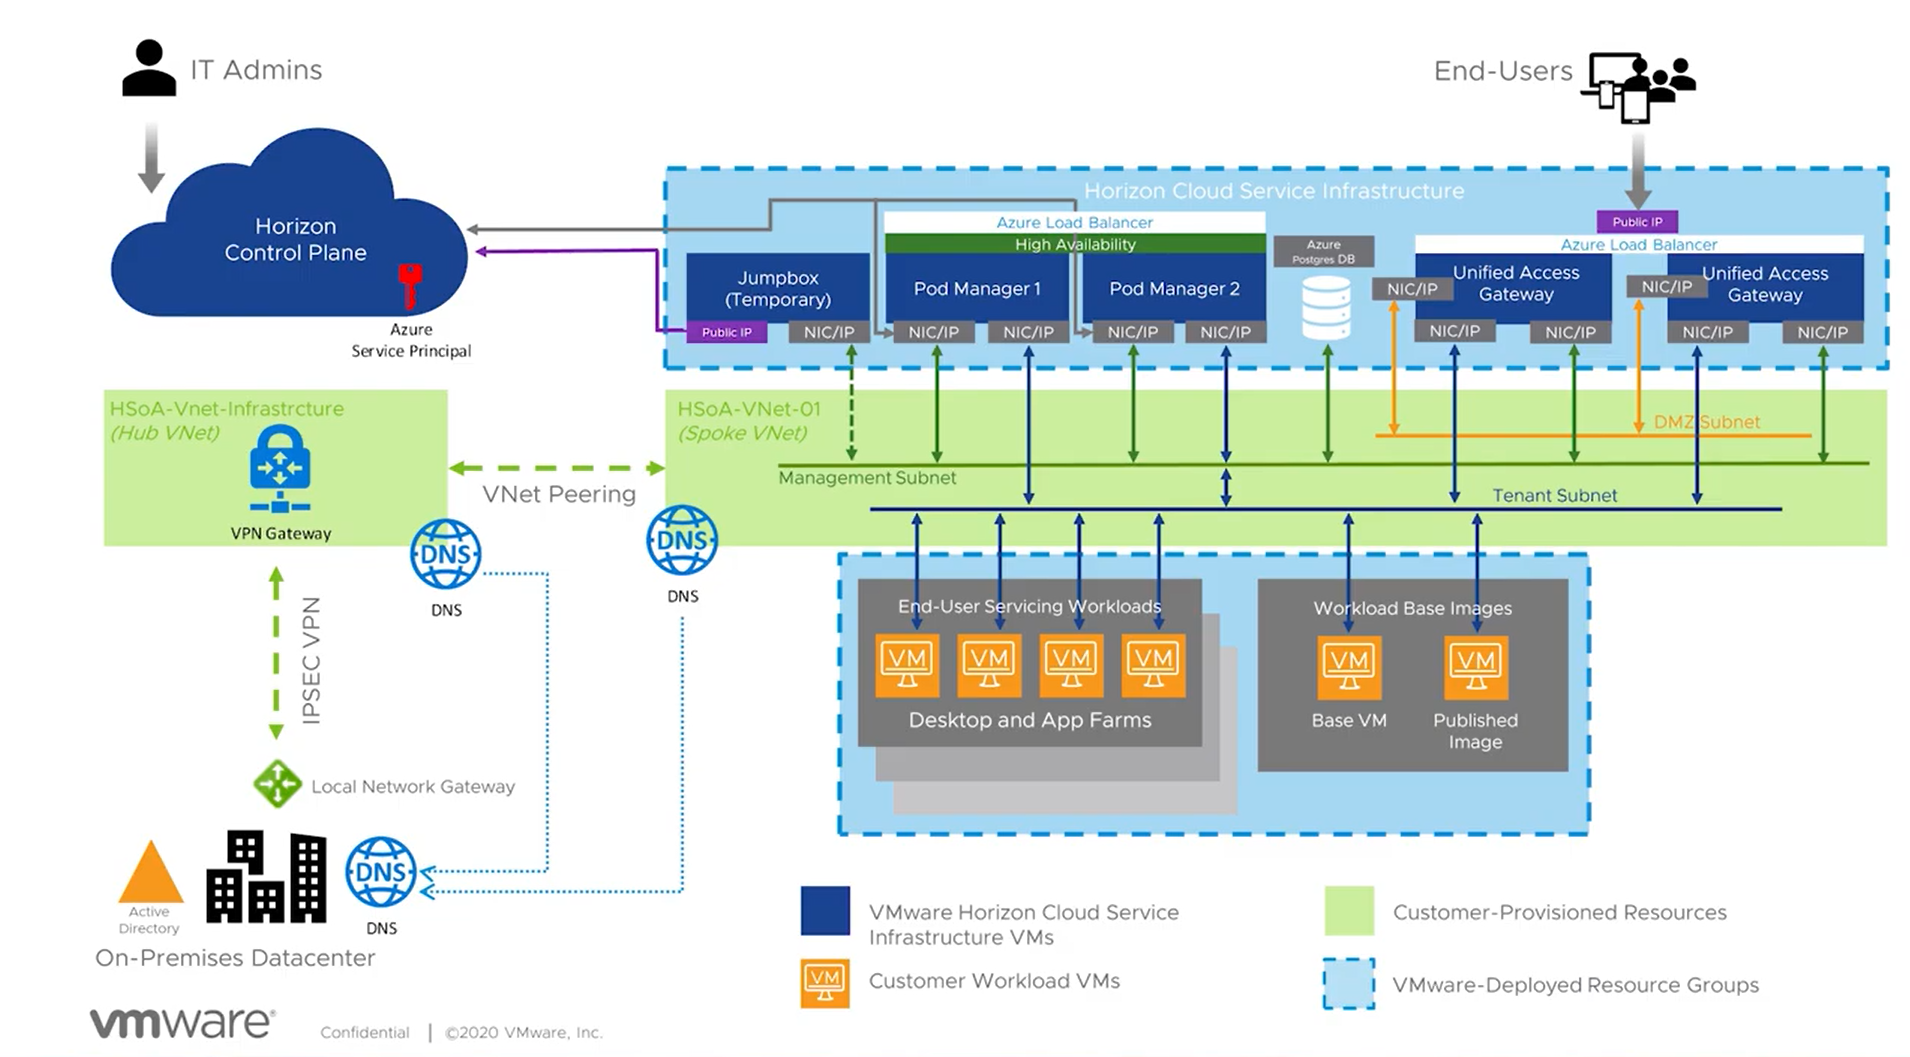 IT Admins
End-Users
Horizon
Control Plane
Azure
Service Principal
Horizon Cloud Service Infrastructure
Public IP
Azure Load Balancer
High Availability
Azure Load Balancer
Jumpbox
(Temporary)
Pod Manager 1
Pod Manager 2
Azure
Postgres DB
NIC/IP
Unified Access
Gateway
NIC/IP
Unified Access
Gateway
Public IP
NIC/IP
NIC/IP
NIC/IP
NIC/IP
NIC/IP
NIC/IP
NIC/IP
NIC/IP
NIC/IP
HSoA-Vnet-Infrastrcture
(Hub VNet)
VPN Gateway
VNet Peering
HSoA-VNet-01
(Spoke VNet)
DMZ Subnet
Management Subnet
Tenant Subnet
DNS
DNS
DNS
DNS
IPSEC VPN
End-User Servicing Workloads
VM
VM
VM
VM
Desktop and App Farms
Workload Base Images
VM
VM
Base VM
Published
Image
Local Network Gateway
Active
Directory
DNS
DNS
On-Premises Datacenter
VMware Horizon Cloud Service
Infrastructure VMs
VM
Customer Workload VMs
Customer-Provisioned Resources
VMware-Deployed Resource Groups
vmware®
Confidential | ©2020 VMware, Inc.